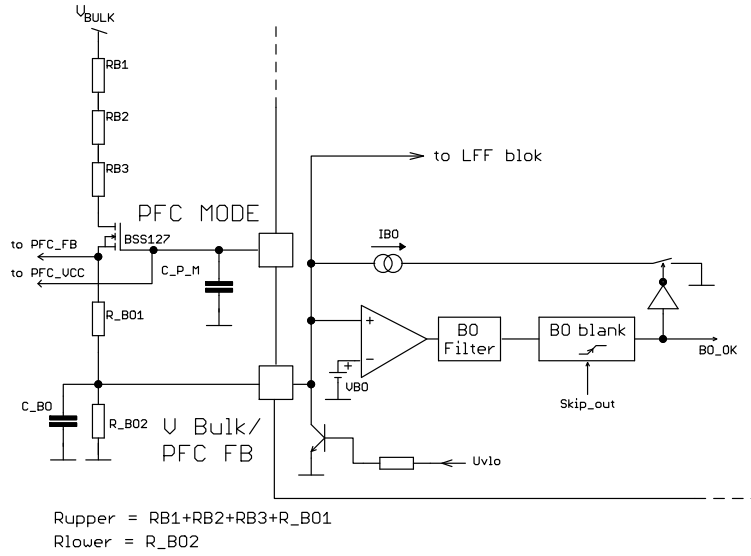 VBULK
RB1
RB2
RB3
to LFF blok
PFC MODE
BSS127
to PFC_FB
to PFC_VCC
C_P_M
IBO
R_BO1
+
−
+
VBO
BO
Filter
BO blank
BO_OK
Skip_out
C_BO
R_BO2
V Bulk/
PFC FB
Uvlo
Rupper = RB1+RB2+RB3+R_BO1
Rlower = R_BO2